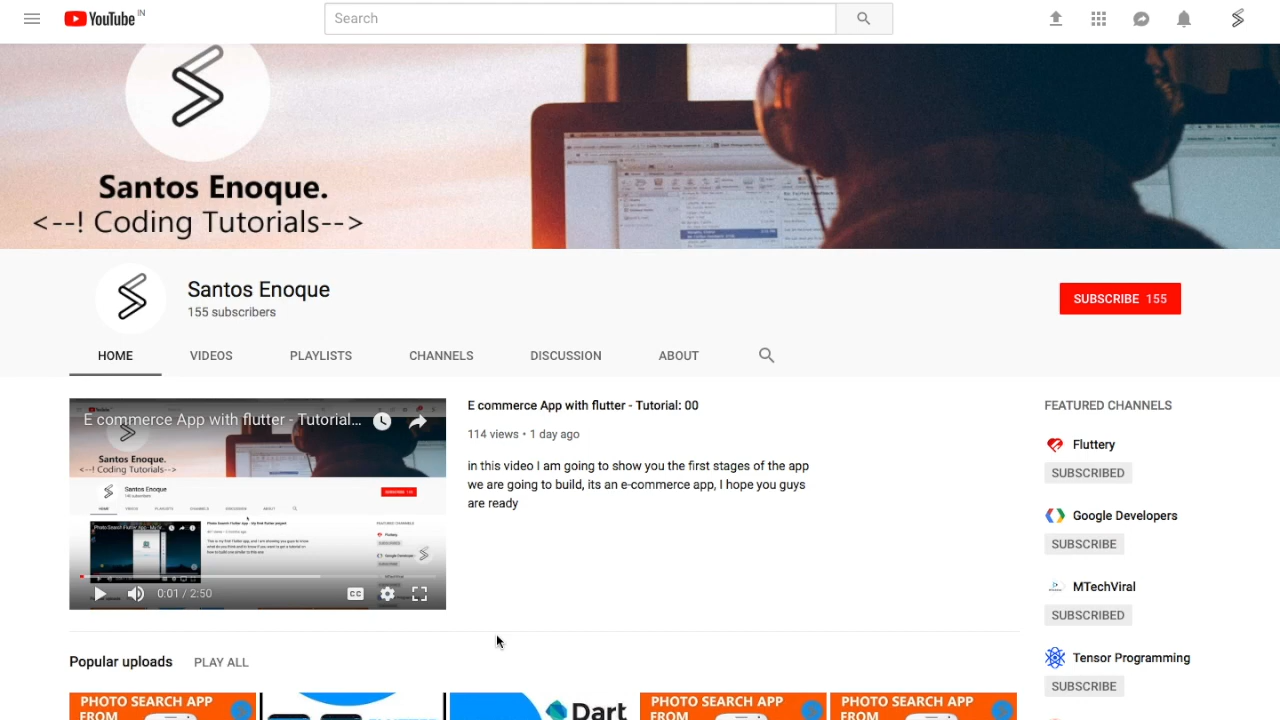 YouTube IN
Search
Santos Enoque.
<--! Coding Tutorials-->
Santos Enoque
155 subscribers
SUBSCRIBE 155
HOME
VIDEOS
PLAYLISTS
CHANNELS
DISCUSSION
ABOUT
E commerce App with flutter - Tutorial...
Santos Enoque.
<--! Coding Tutorials-->
Santos Enoque
0:01 / 2:50
CC
E commerce App with flutter - Tutorial: 00
114 views • 1 day ago
in this video I am going to show you the first stages of the app
we are going to build, its an e-commerce app, I hope you guys
are ready
FEATURED CHANNELS
Fluttery
SUBSCRIBED
Google Developers
SUBSCRIBE
MTechViral
SUBSCRIBED
Tensor Programming
SUBSCRIBE
Popular uploads
PLAY ALL
PHOTO SEARCH APP
FROM
Dart
PHOTO SEARCH APP
FROM
PHOTO SEARCH APP
FROM